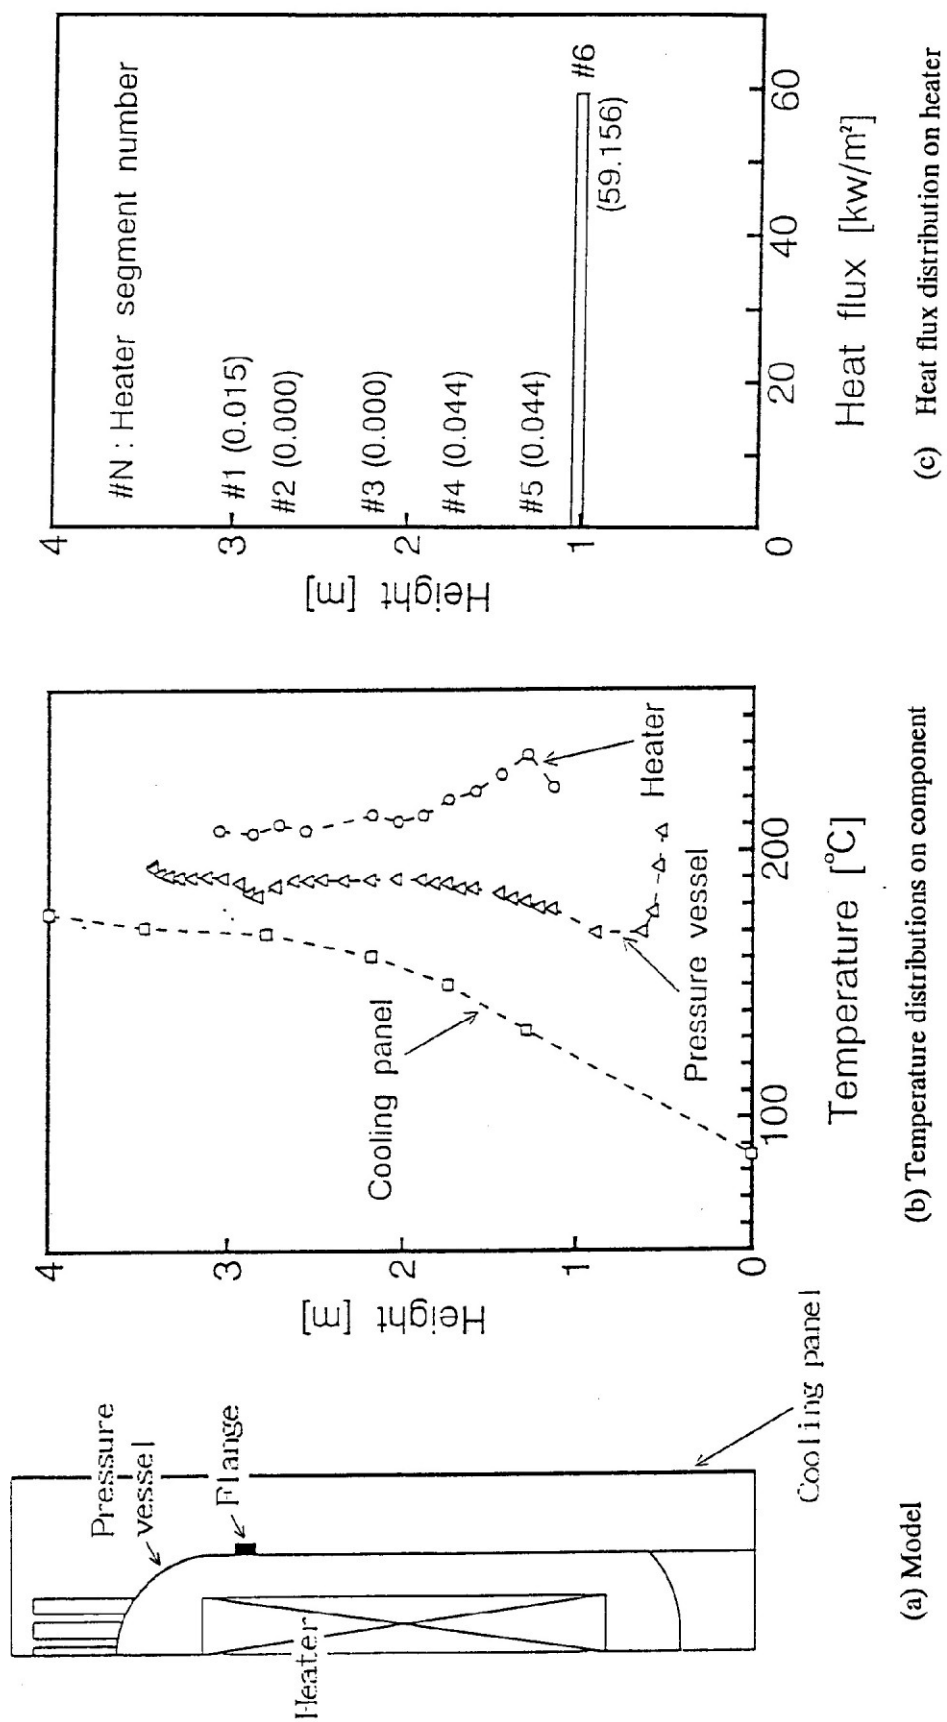 Pressure
vessel
Flange
Heater
Cooling panel
(a) Model
Height [m]
4
3
2
1
0
Cooling panel
Pressure vessel
Heater
100
200
Temperature [°C]
(b) Temperature distributions on component
Height [m]
4
3
2
1
0
#N : Heater segment number
#1 (0.015)
#2 (0.000)
#3 (0.000)
#4 (0.044)
#5 (0.044)
#6
(59.156)
20
40
60
Heat flux [kw/m²]
(c) Heat flux distribution on heater